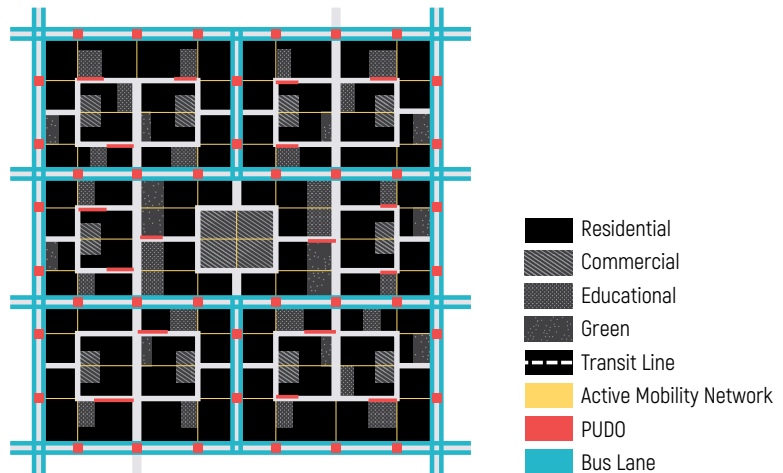 Residential
Commercial
Educational
Green
Transit Line
Active Mobility Network
PUDO
Bus Lane